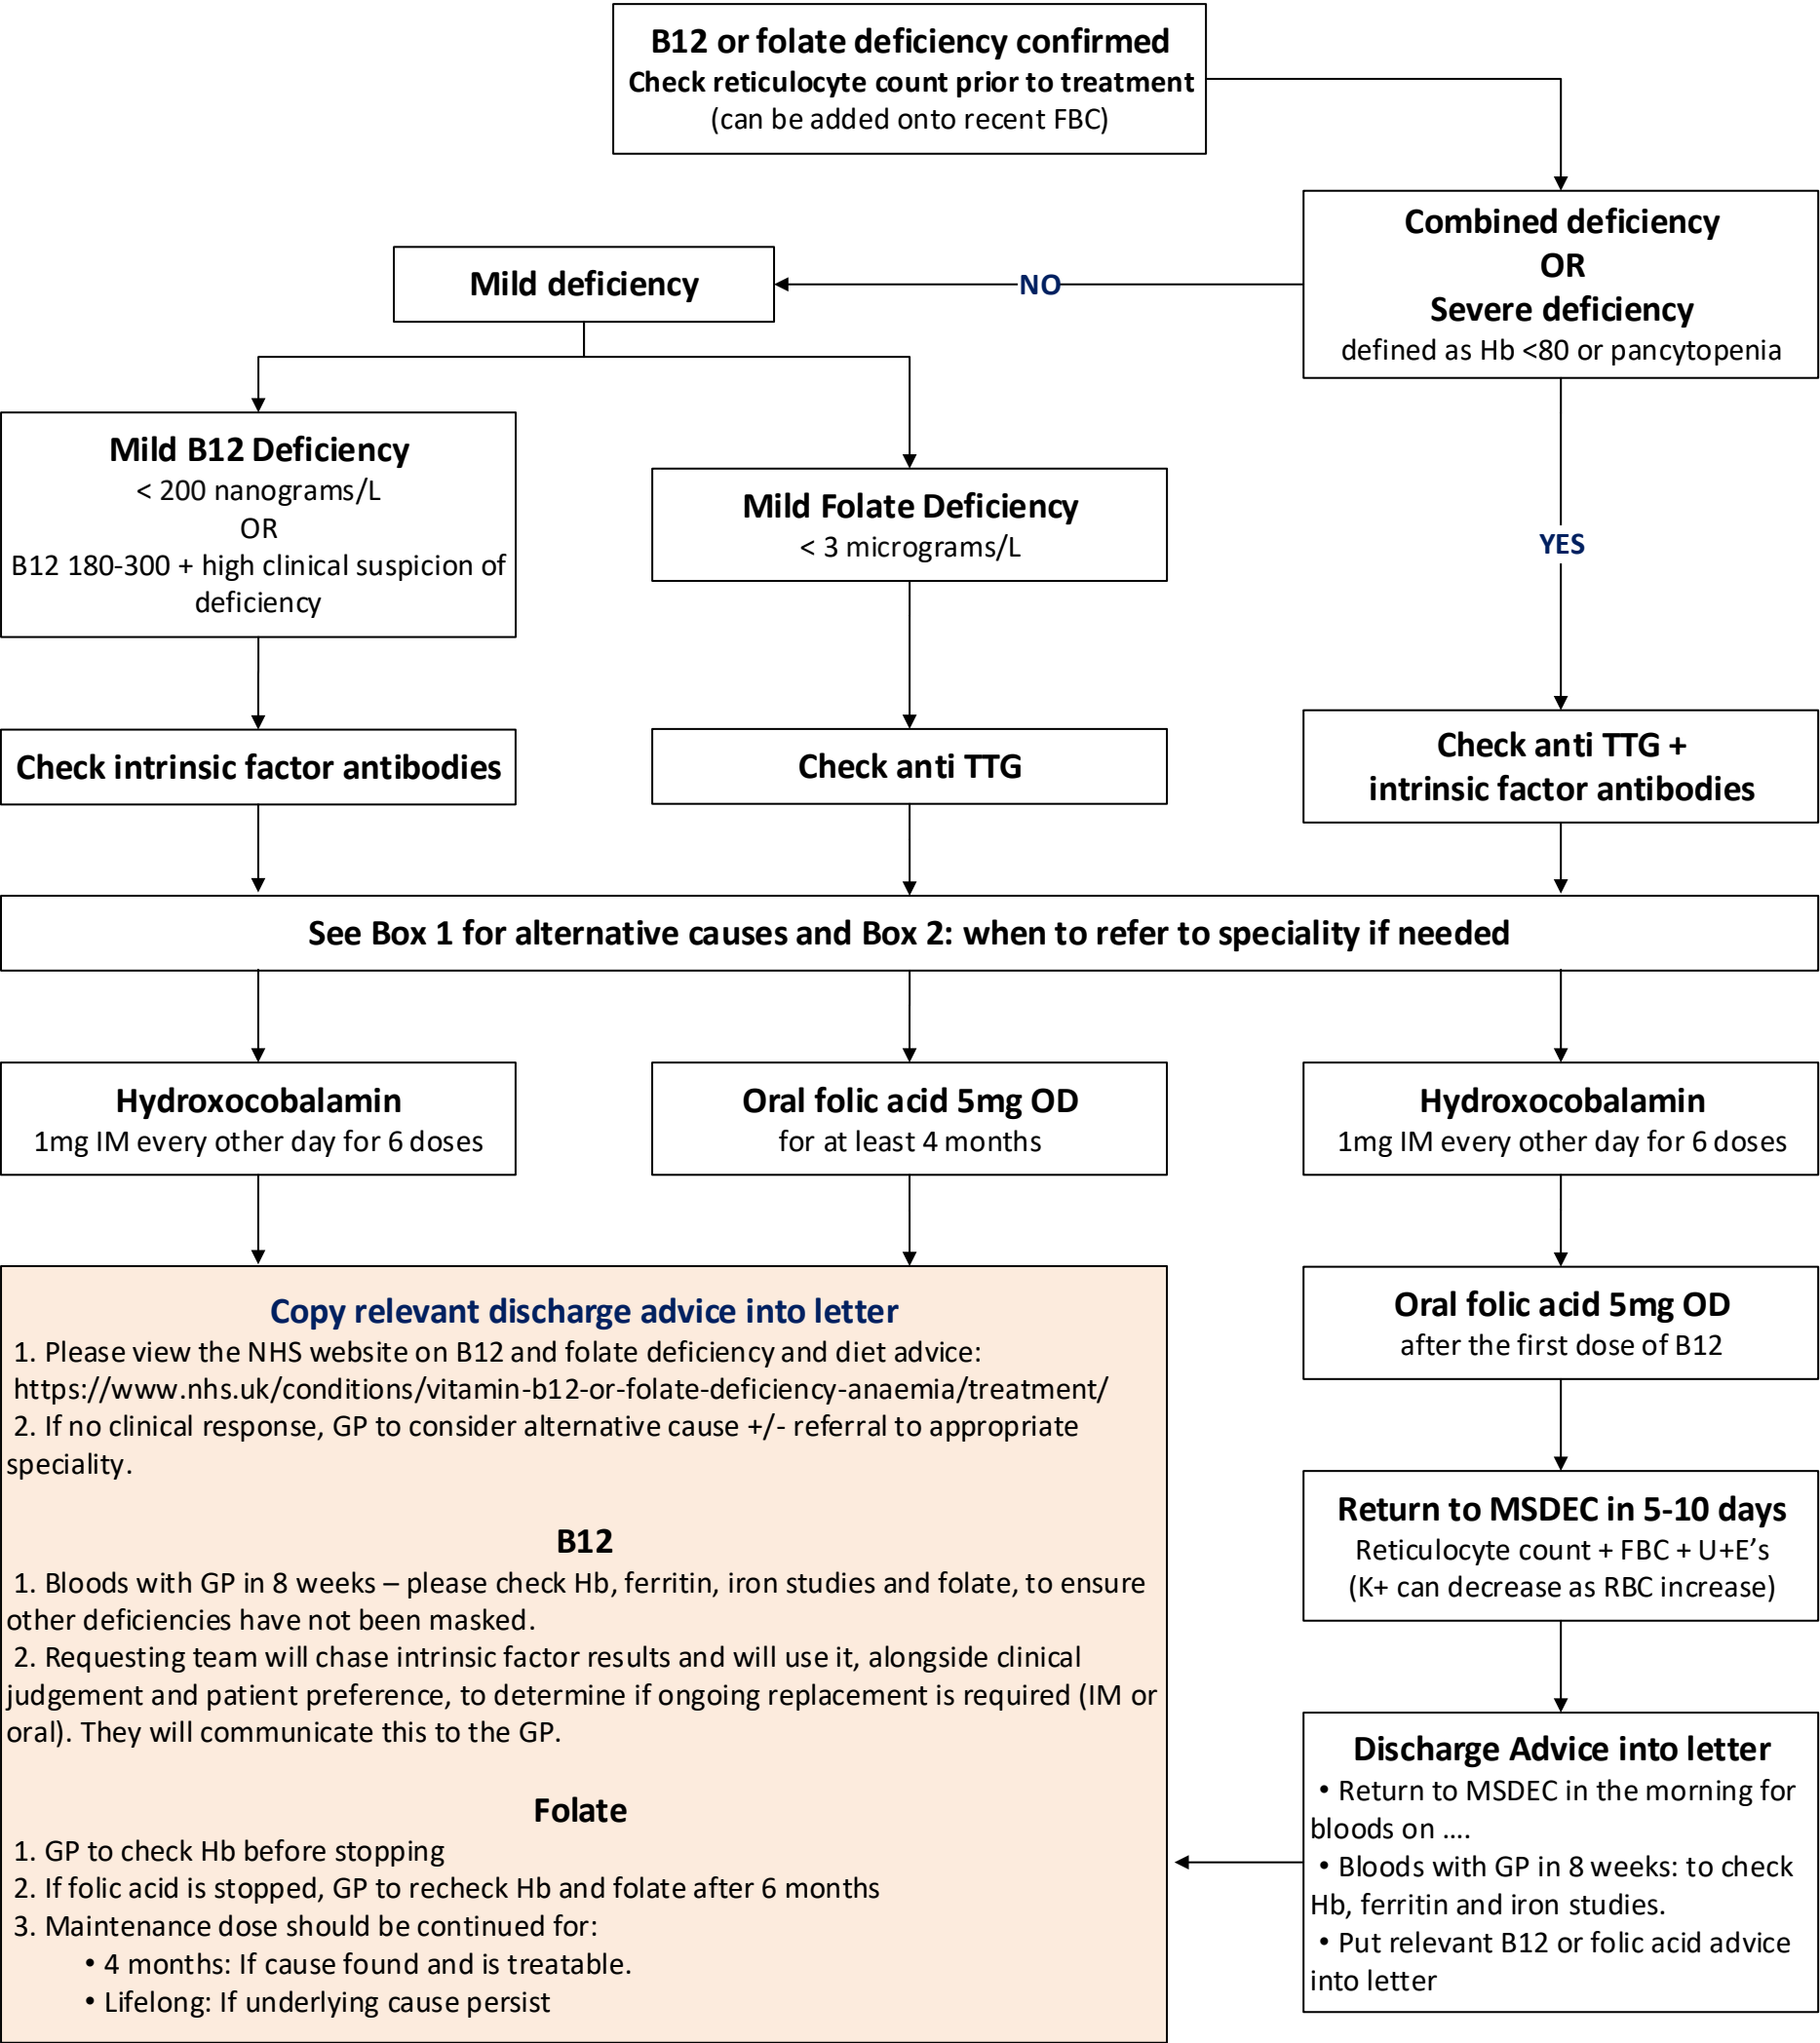 B12 or folate deficiency confirmed
Check reticulocyte count prior to treatment
(can be added onto recent FBC)
Combined deficiency
OR
Severe deficiency
defined as Hb <80 or pancytopenia
NO
Mild deficiency
Mild B12 Deficiency
< 200 nanograms/L
OR
B12 180-300 + high clinical suspicion of
deficiency
Mild Folate Deficiency
< 3 micrograms/L
YES
Check intrinsic factor antibodies
Check anti TTG
Check anti TTG +
intrinsic factor antibodies
See Box 1 for alternative causes and Box 2: when to refer to speciality if needed
Hydroxocobalamin
1mg IM every other day for 6 doses
Oral folic acid 5mg OD
for at least 4 months
Hydroxocobalamin
1mg IM every other day for 6 doses
Oral folic acid 5mg OD
after the first dose of B12
Return to MSDEC in 5-10 days
Reticulocyte count + FBC + U+E’s
(K+ can decrease as RBC increase)
Discharge Advice into letter
• Return to MSDEC in the morning for
bloods on ….
• Bloods with GP in 8 weeks: to check
Hb, ferritin and iron studies.
• Put relevant B12 or folic acid advice
into letter
Copy relevant discharge advice into letter
1. Please view the NHS website on B12 and folate deficiency and diet advice:
https://www.nhs.uk/conditions/vitamin-b12-or-folate-deficiency-anaemia/treatment/
2. If no clinical response, GP to consider alternative cause +/- referral to appropriate
speciality.
B12
1. Bloods with GP in 8 weeks – please check Hb, ferritin, iron studies and folate, to ensure
other deficiencies have not been masked.
2. Requesting team will chase intrinsic factor results and will use it, alongside clinical
judgement and patient preference, to determine if ongoing replacement is required (IM or
oral). They will communicate this to the GP.
Folate
1. GP to check Hb before stopping
2. If folic acid is stopped, GP to recheck Hb and folate after 6 months
3. Maintenance dose should be continued for:
• 4 months: If cause found and is treatable.
• Lifelong: If underlying cause persist